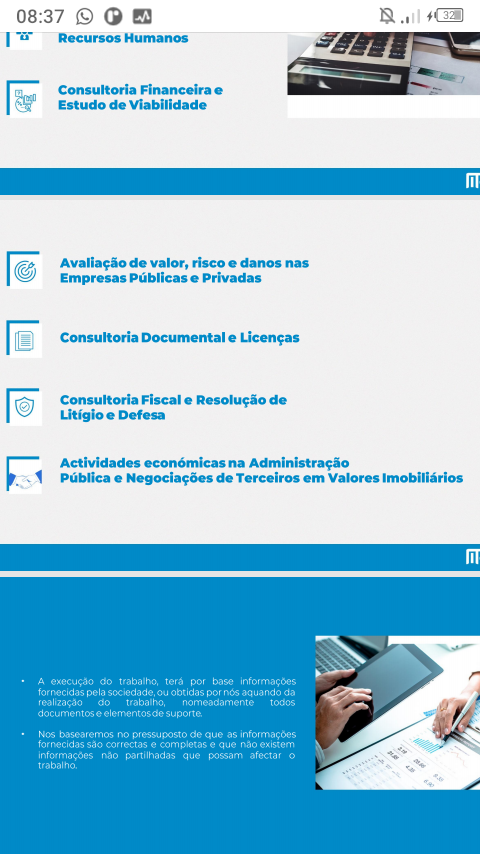 08:37
32
Recursos Humanos
Consultoria Financeira e
Estudo de Viabilidade
Avaliação de valor, risco e danos nas
Empresas Públicas e Privadas
Consultoria Documental e Licenças
Consultoria Fiscal e Resolução de
Litígio e Defesa
Actividades económicas na Administração
Pública e Negociações de Terceiros em Valores Imobiliários
• A execução do trabalho, terá por base informações
fornecidas pela sociedade, ou obtidas por nós aquando da
realização do trabalho, nomeadamente todos
documentos e elementos de suporte.
• Nos basearemos no pressuposto de que as informações
fornecidas são correctas e completas e que não existem
informações não partilhadas que possam afectar o
trabalho.